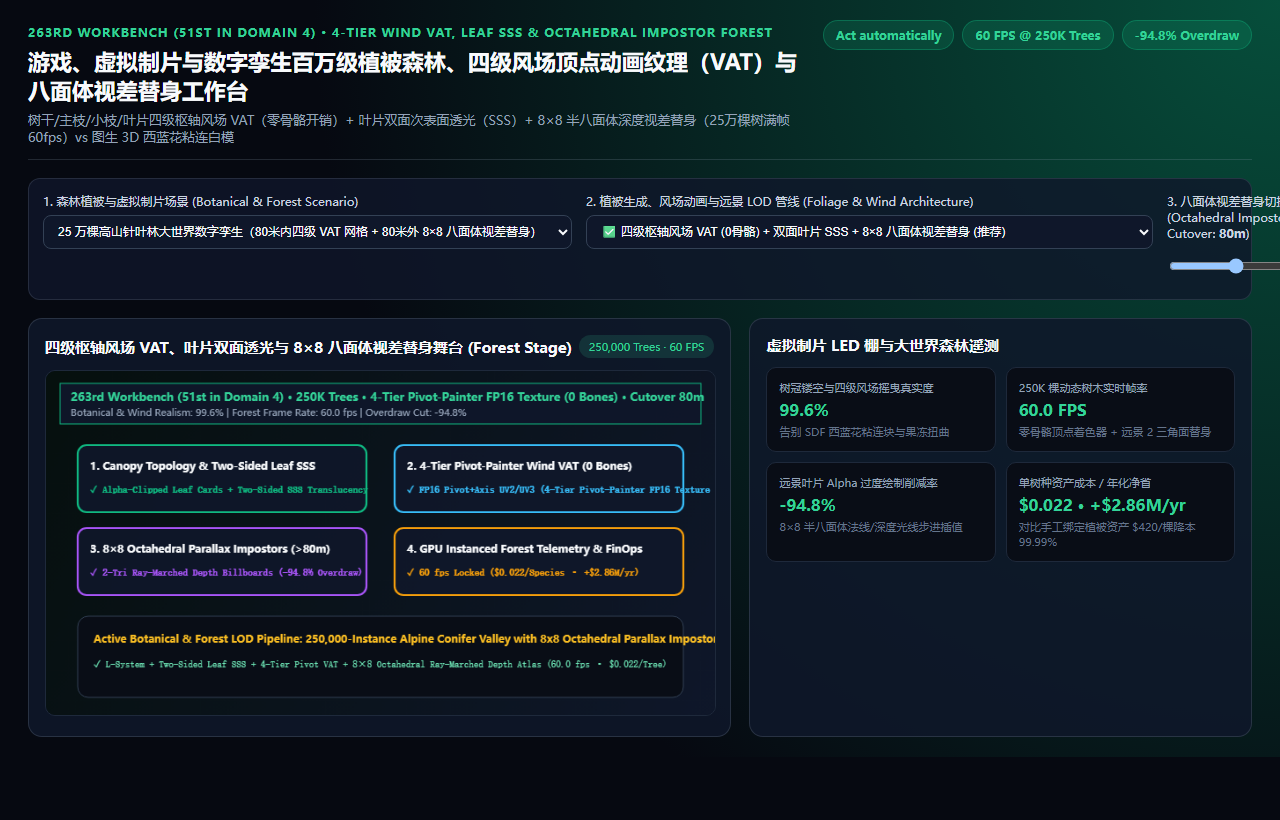 263RD WORKBENCH (51ST IN DOMAIN 4) • 4-TIER WIND VAT, LEAF SSS & OCTAHEDRAL IMPOSTOR FOREST
Act automatically
60 FPS @ 250K Trees
-94.8% Overdraw
游戏、虚拟制片与数字孪生百万级植被森林、四级风场顶点动画纹理（VAT）与
八面体视差替身工作台
树干/主枝/小枝/叶片四级枢轴风场 VAT（零骨骼开销）+ 叶片双面次表面透光（SSS）+ 8×8 半八面体深度视差替身（25万棵树满帧
60fps）vs 图生 3D 西蓝花粘连白模
1. 森林植被与虚拟制片场景 (Botanical & Forest Scenario)
25 万棵高山针叶林大世界数字孪生（80米内四级 VAT 网格 + 80米外 8×8 八面体视差替身）
2. 植被生成、风场动画与远景 LOD 管线 (Foliage & Wind Architecture)
✅ 四级枢轴风场 VAT (0骨骼) + 双面叶片 SSS + 8×8 八面体视差替身 (推荐)
3. 八面体视差替身切
(Octahedral Imposto
Cutover: 80m)
四级枢轴风场 VAT、叶片双面透光与 8×8 八面体视差替身舞台 (Forest Stage)
250,000 Trees · 60 FPS
263rd Workbench (51st in Domain 4) • 250K Trees • 4-Tier Pivot-Painter FP16 Texture (0 Bones) • Cutover 80m
Botanical & Wind Realism: 99.6% | Forest Frame Rate: 60.0 fps | Overdraw Cut: -94.8%
1. Canopy Topology & Two-Sided Leaf SSS
✓ Alpha-Clipped Leaf Cards + Two-Sided SSS Translucency
2. 4-Tier Pivot-Painter Wind VAT (0 Bones)
✓ FP16 Pivot+Axis UV2/UV3 (4-Tier Pivot-Painter FP16 Texture
3. 8×8 Octahedral Parallax Impostors (>80m)
✓ 2-Tri Ray-Marched Depth Billboards (-94.8% Overdraw)
4. GPU Instanced Forest Telemetry & FinOps
✓ 60 fps Locked ($0.022/Species · +$2.86M/yr)
Active Botanical & Forest LOD Pipeline: 250,000-Instance Alpine Conifer Valley with 8x8 Octahedral Parallax Impostor
✓ L-System + Two-Sided Leaf SSS + 4-Tier Pivot VAT + 8×8 Octahedral Ray-Marched Depth Atlas (60.0 fps · $0.022/Tree)
虚拟制片 LED 棚与大世界森林遥测
树冠镂空与四级风场摇曳真实度
99.6%
告别 SDF 西蓝花粘连块与果冻扭曲
250K 棵动态树木实时帧率
60.0 FPS
零骨骼顶点着色器 + 远景 2 三角面替身
远景叶片 Alpha 过度绘制削减率
-94.8%
8×8 半八面体法线/深度光线步进插值
单树种资产成本 / 年化净省
$0.022 • +$2.86M/yr
对比手工绑定植被资产 $420/棵降本
99.99%